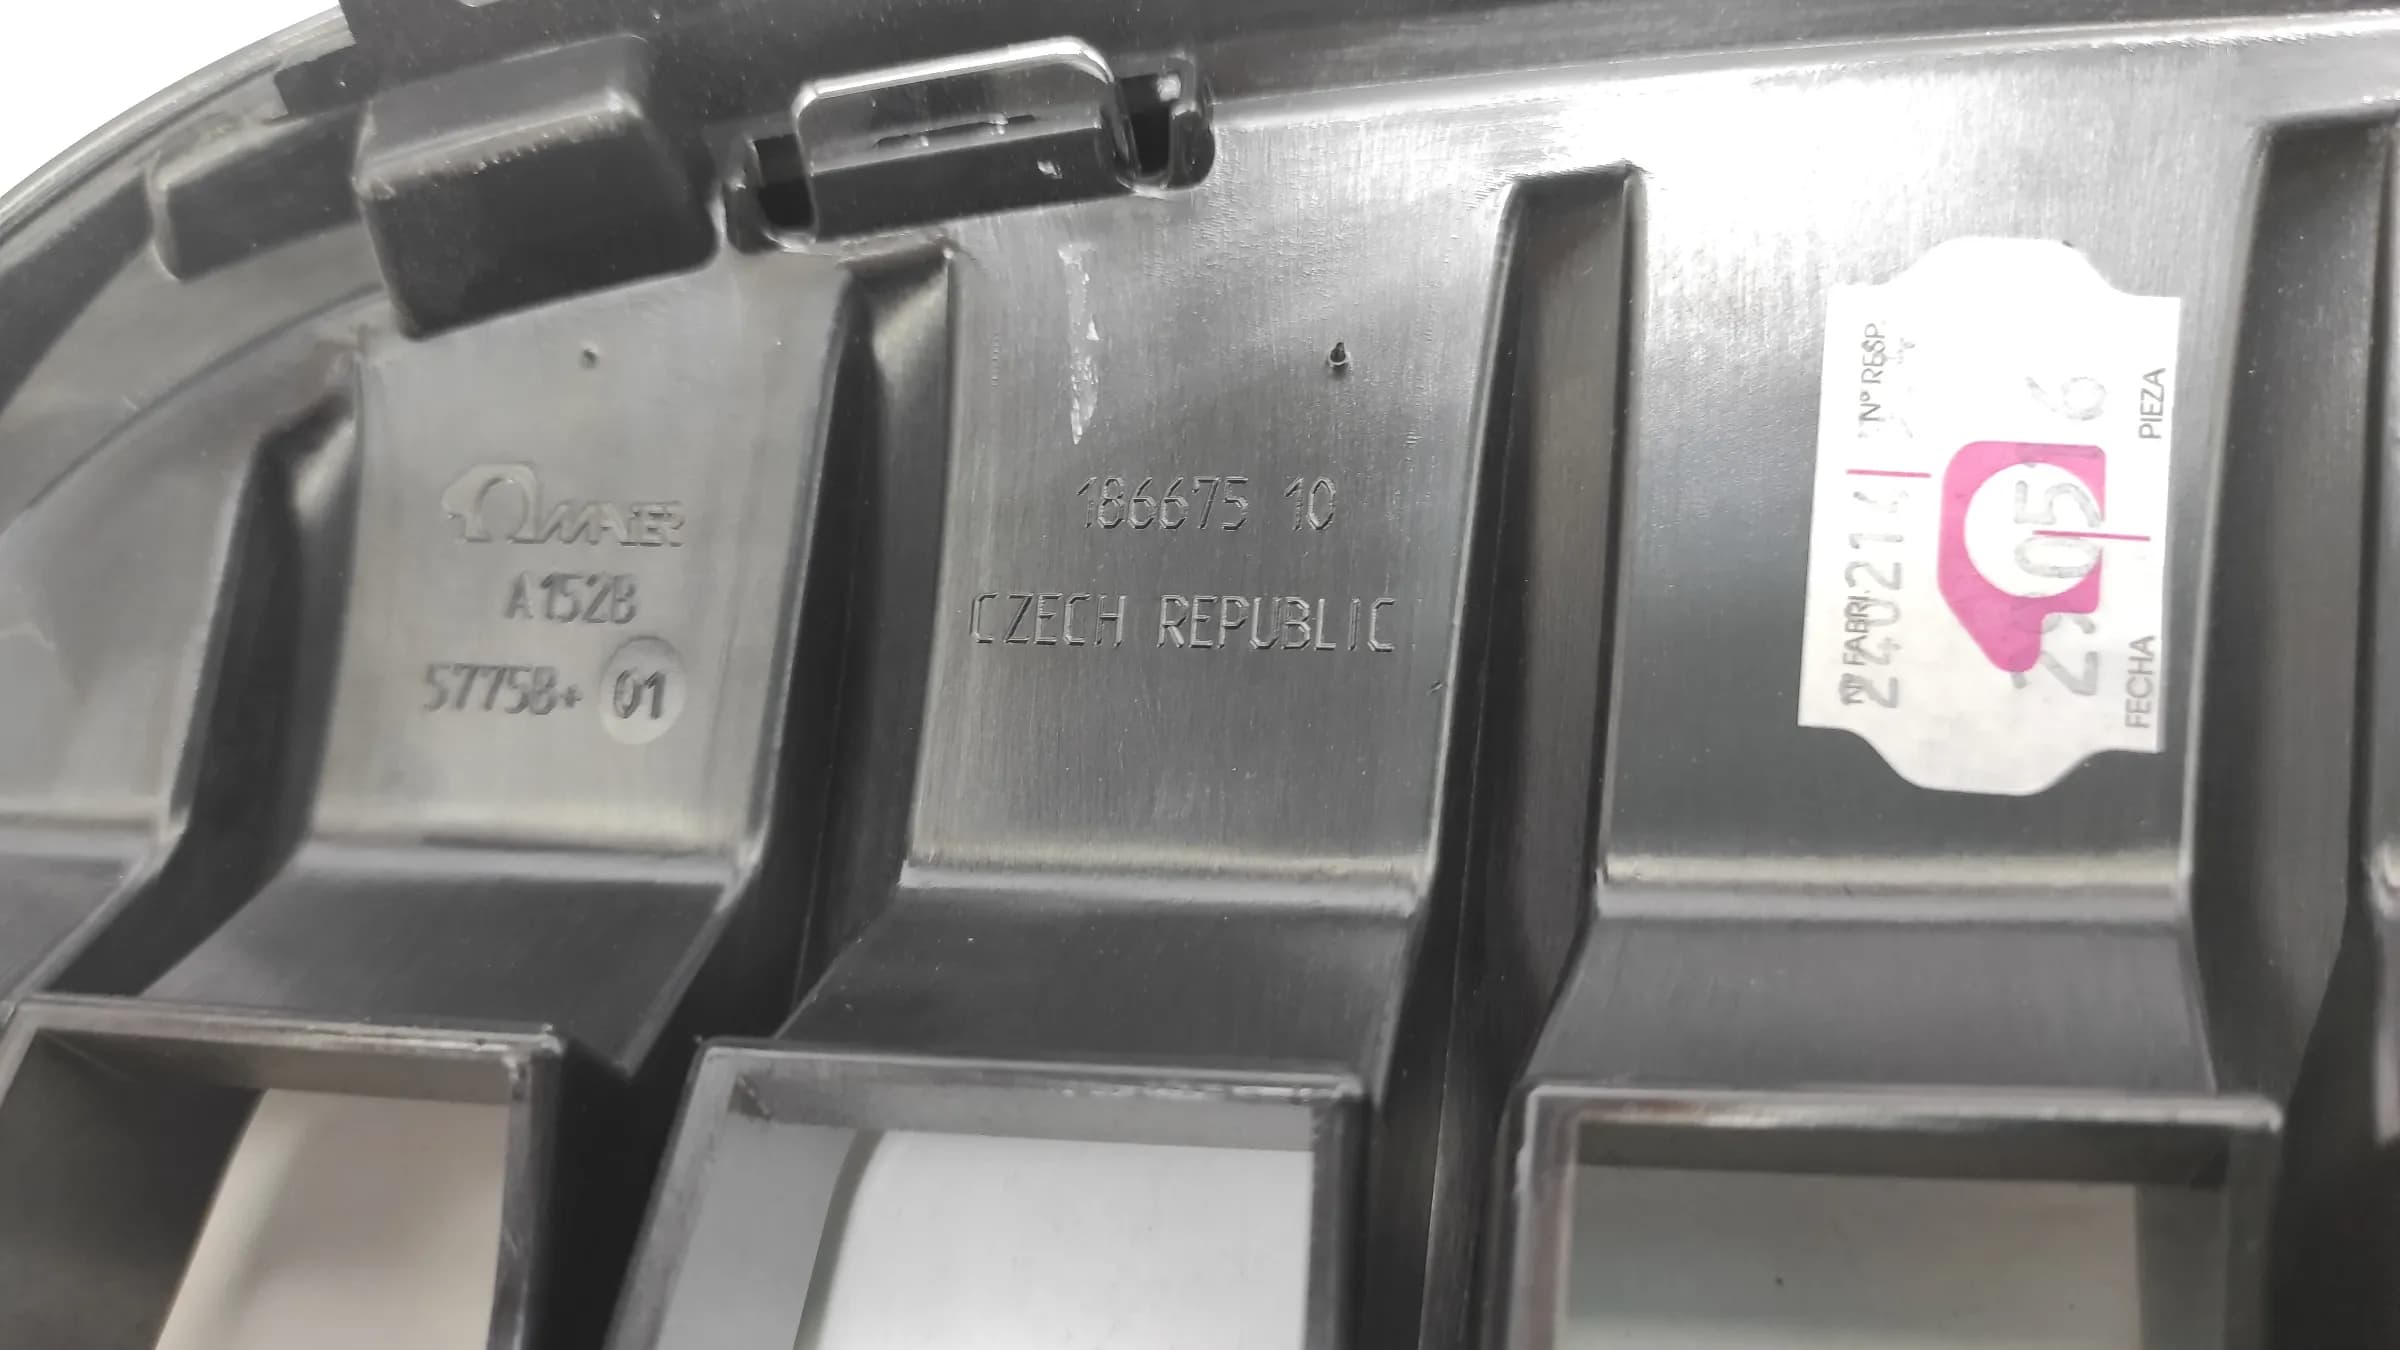 MAIER
A152B
57758+ 01
186675 10
CZECH REPUBLIC
Nº FABRI.
Nº RESP.
240214
FECHA
PIEZA